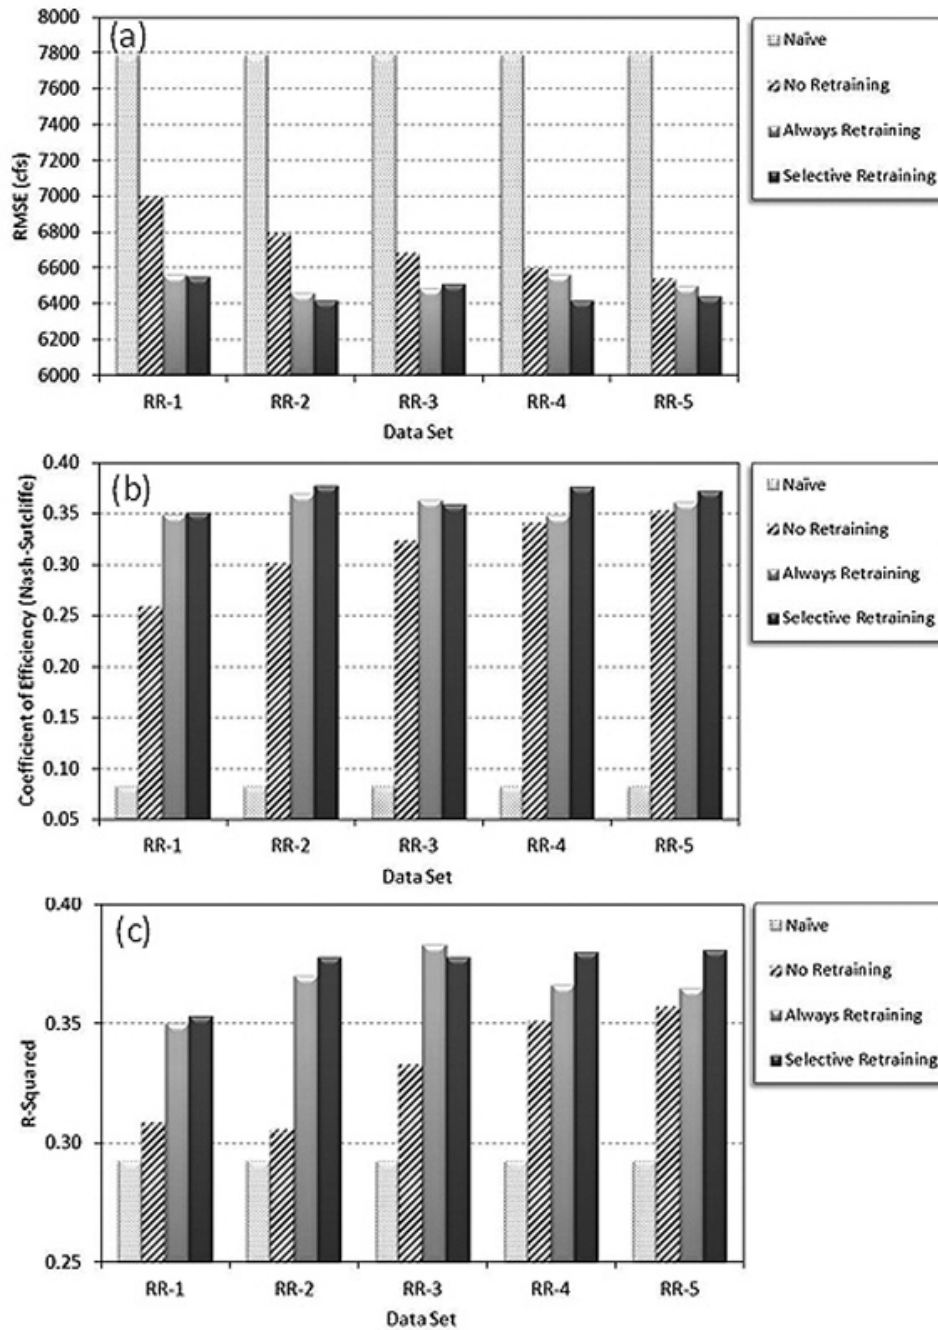 (a)
8000
7800
7600
7400
7200
7000
6800
6600
6400
6200
6000
RMSE (cfs)
RR-1 RR-2 RR-3 RR-4 RR-5
Data Set
Naïve
No Retraining
Always Retraining
Selective Retraining
(b)
0.40
0.35
0.30
0.25
0.20
0.15
0.10
0.05
Coefficient of Efficiency (Nash-Sutcliffe)
RR-1 RR-2 RR-3 RR-4 RR-5
Data Set
Naïve
No Retraining
Always Retraining
Selective Retraining
(c)
0.40
0.35
0.30
0.25
R-Squared
RR-1 RR-2 RR-3 RR-4 RR-5
Data Set
Naïve
No Retraining
Always Retraining
Selective Retraining